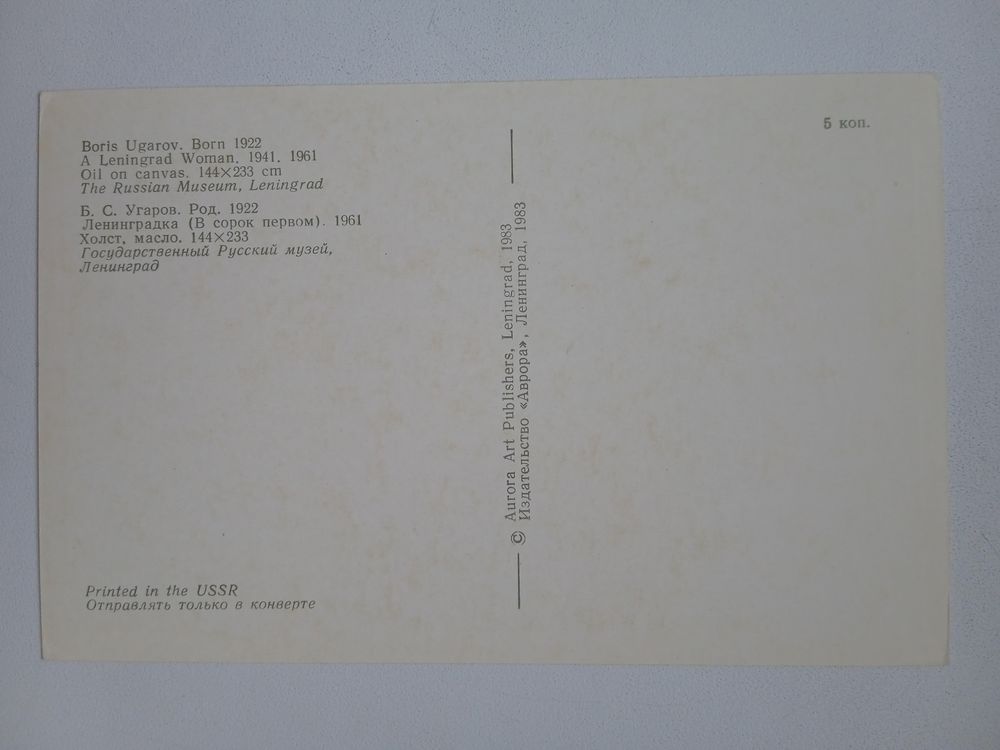 Boris Ugarov. Born 1922
A Leningrad Woman. 1941. 1961
Oil on canvas. 144×233 cm
The Russian Museum, Leningrad
Б. С. Угаров. Род. 1922
Ленинградка (В сорок первом). 1961
Холст, масло. 144×233
Государственный Русский музей,
Ленинград
5 коп.
© Aurora Art Publishers, Leningrad, 1983
Издательство «Аврора», Ленинград, 1983
Printed in the USSR
Отправлять только в конверте